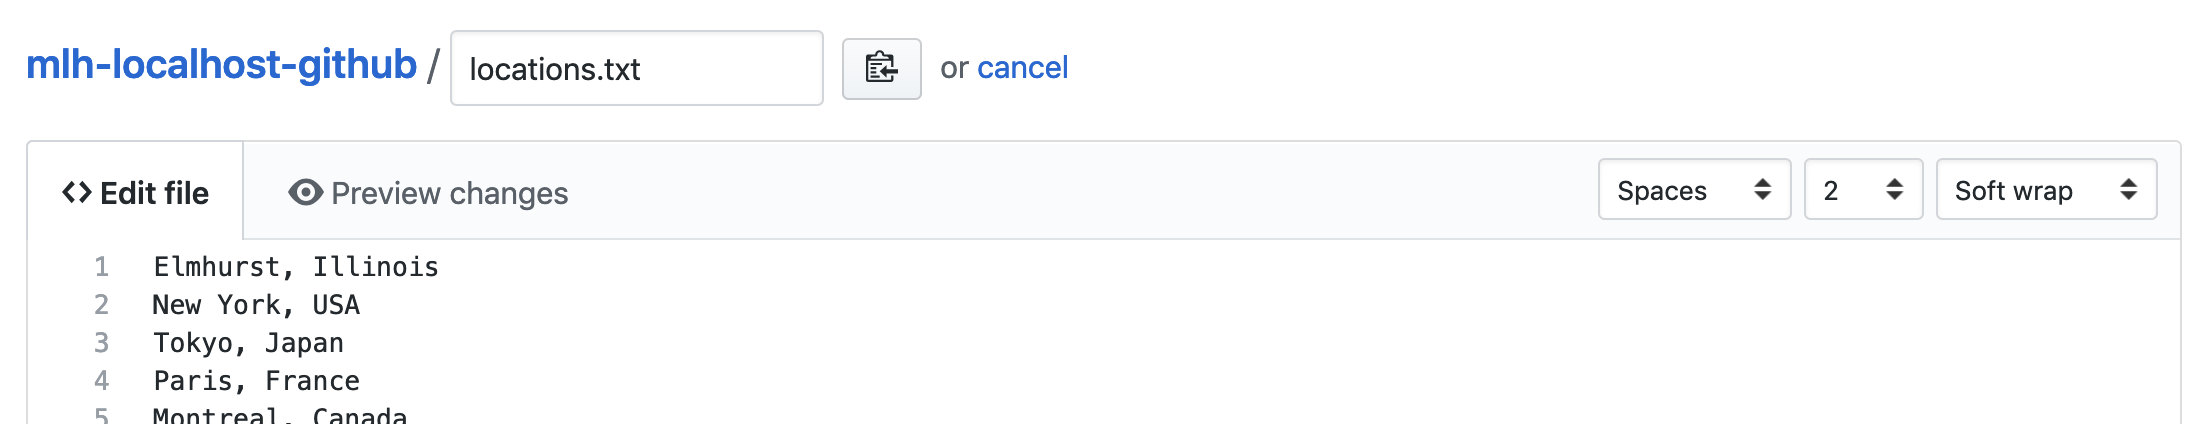 mlh-localhost-github / locations.txt or cancel
Edit file Preview changes Spaces 2 Soft wrap
1 Elmhurst, Illinois
2 New York, USA
3 Tokyo, Japan
4 Paris, France
5 Montreal, Canada